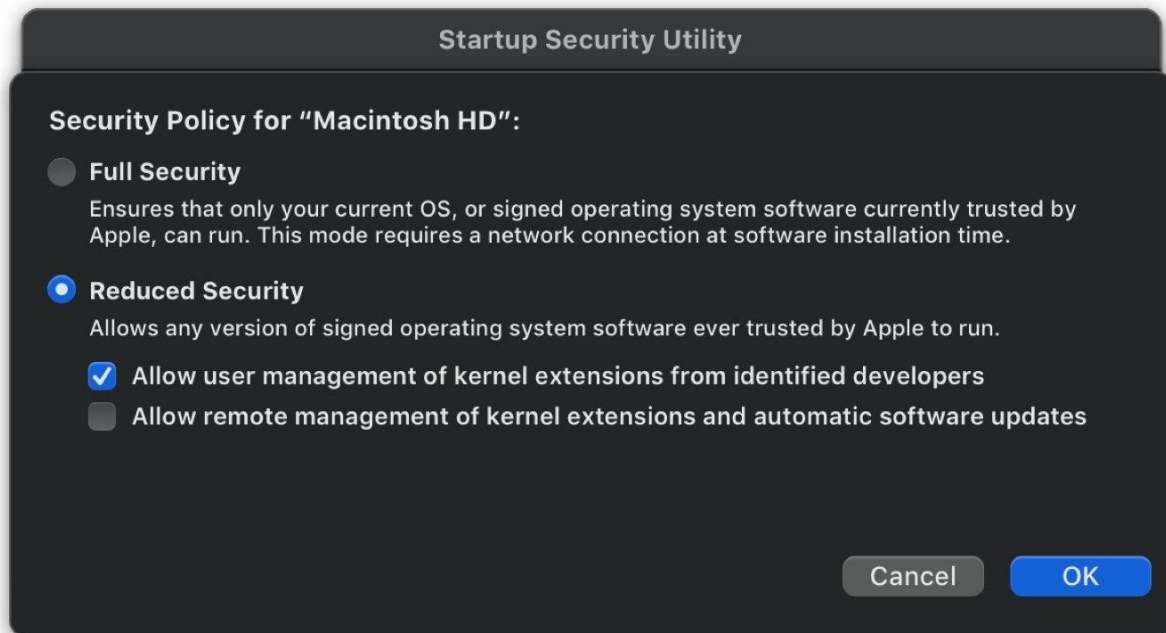 Startup Security Utility
Security Policy for “Macintosh HD”:
Full Security
Ensures that only your current OS, or signed operating system software currently trusted by
Apple, can run. This mode requires a network connection at software installation time.
Reduced Security
Allows any version of signed operating system software ever trusted by Apple to run.
Allow user management of kernel extensions from identified developers
Allow remote management of kernel extensions and automatic software updates
Cancel OK